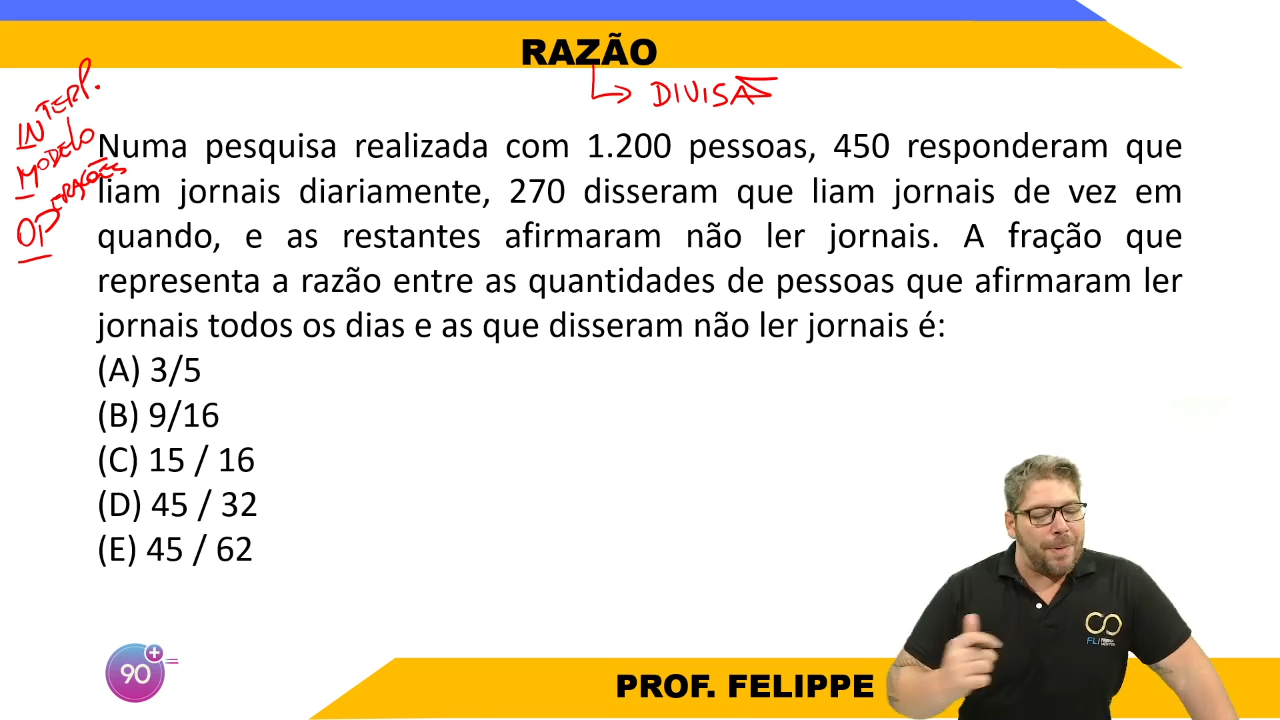 RAZÃO
DIVISÃO
INTERP.
MODELO
OPERAÇÕES
Numa pesquisa realizada com 1.200 pessoas, 450 responderam que
liam jornais diariamente, 270 disseram que liam jornais de vez em
quando, e as restantes afirmaram não ler jornais. A fração que
representa a razão entre as quantidades de pessoas que afirmaram ler
jornais todos os dias e as que disseram não ler jornais é:
(A) 3/5
(B) 9/16
(C) 15 / 16
(D) 45 / 32
(E) 45 / 62
90+
PROF. FELIPPE